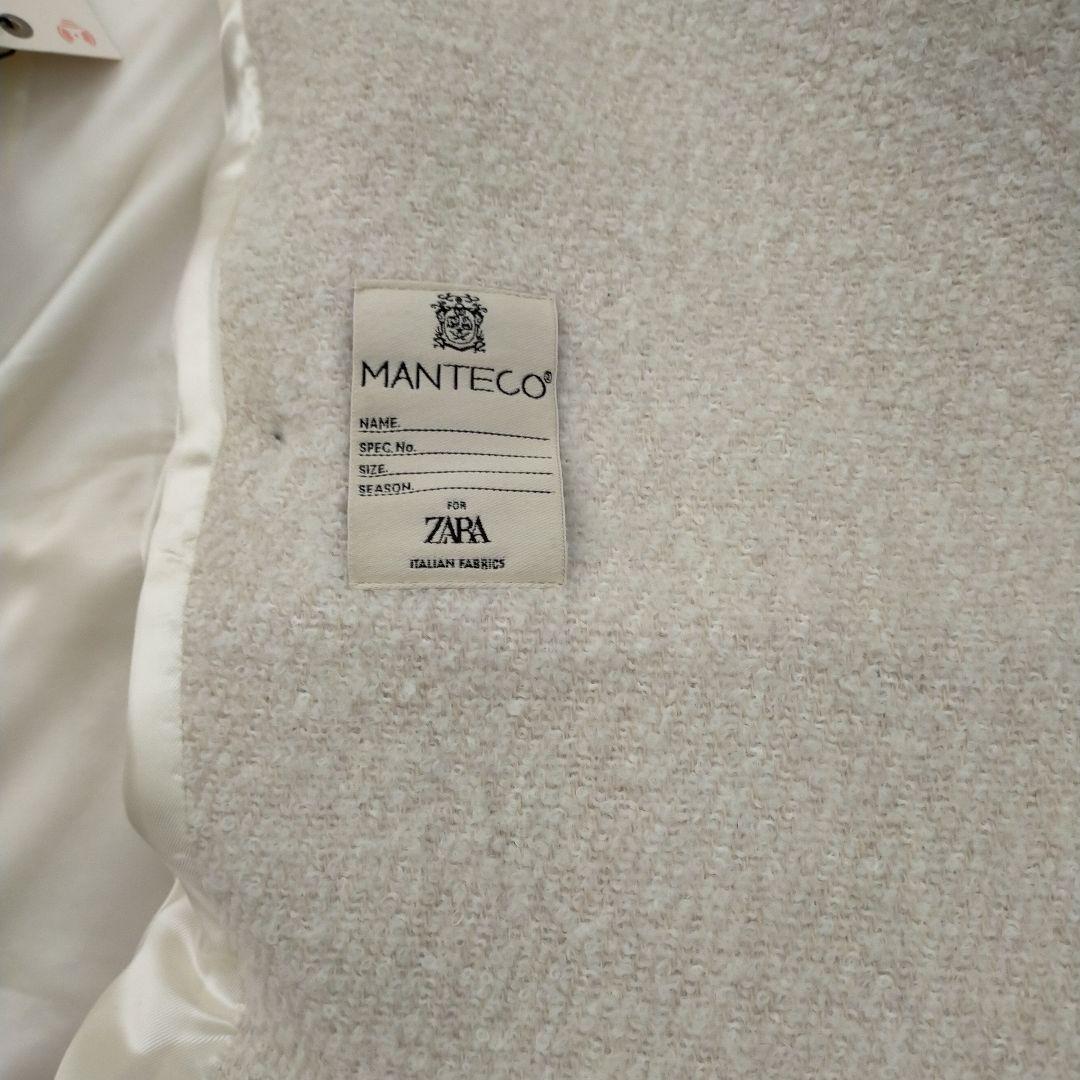 MANTECO®
NAME.
SPEC. No.
SIZE.
SEASON.
FOR
ZARA
ITALIAN FABRICS